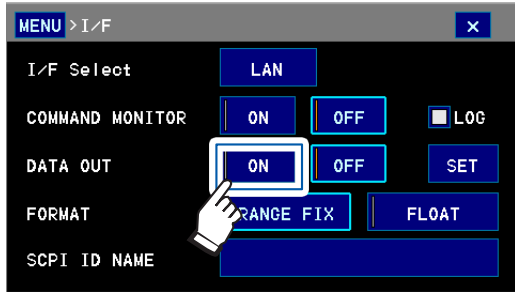 MENU > I/F ×
I/F Select LAN
COMMAND MONITOR ON OFF LOG
DATA OUT ON OFF SET
FORMAT RANGE FIX FLOAT
SCPI ID NAME